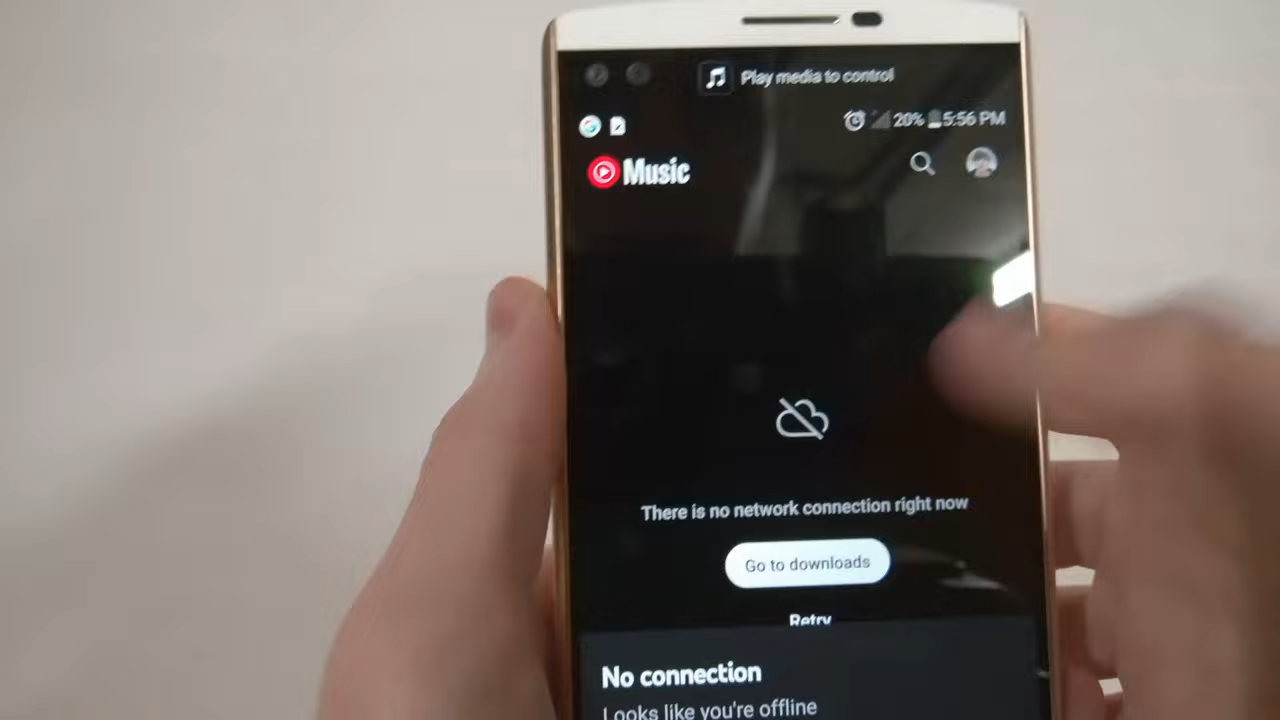 Play media to control
20% 5:56 PM
Music
There is no network connection right now
Go to downloads
Retry
No connection
Looks like you're offline